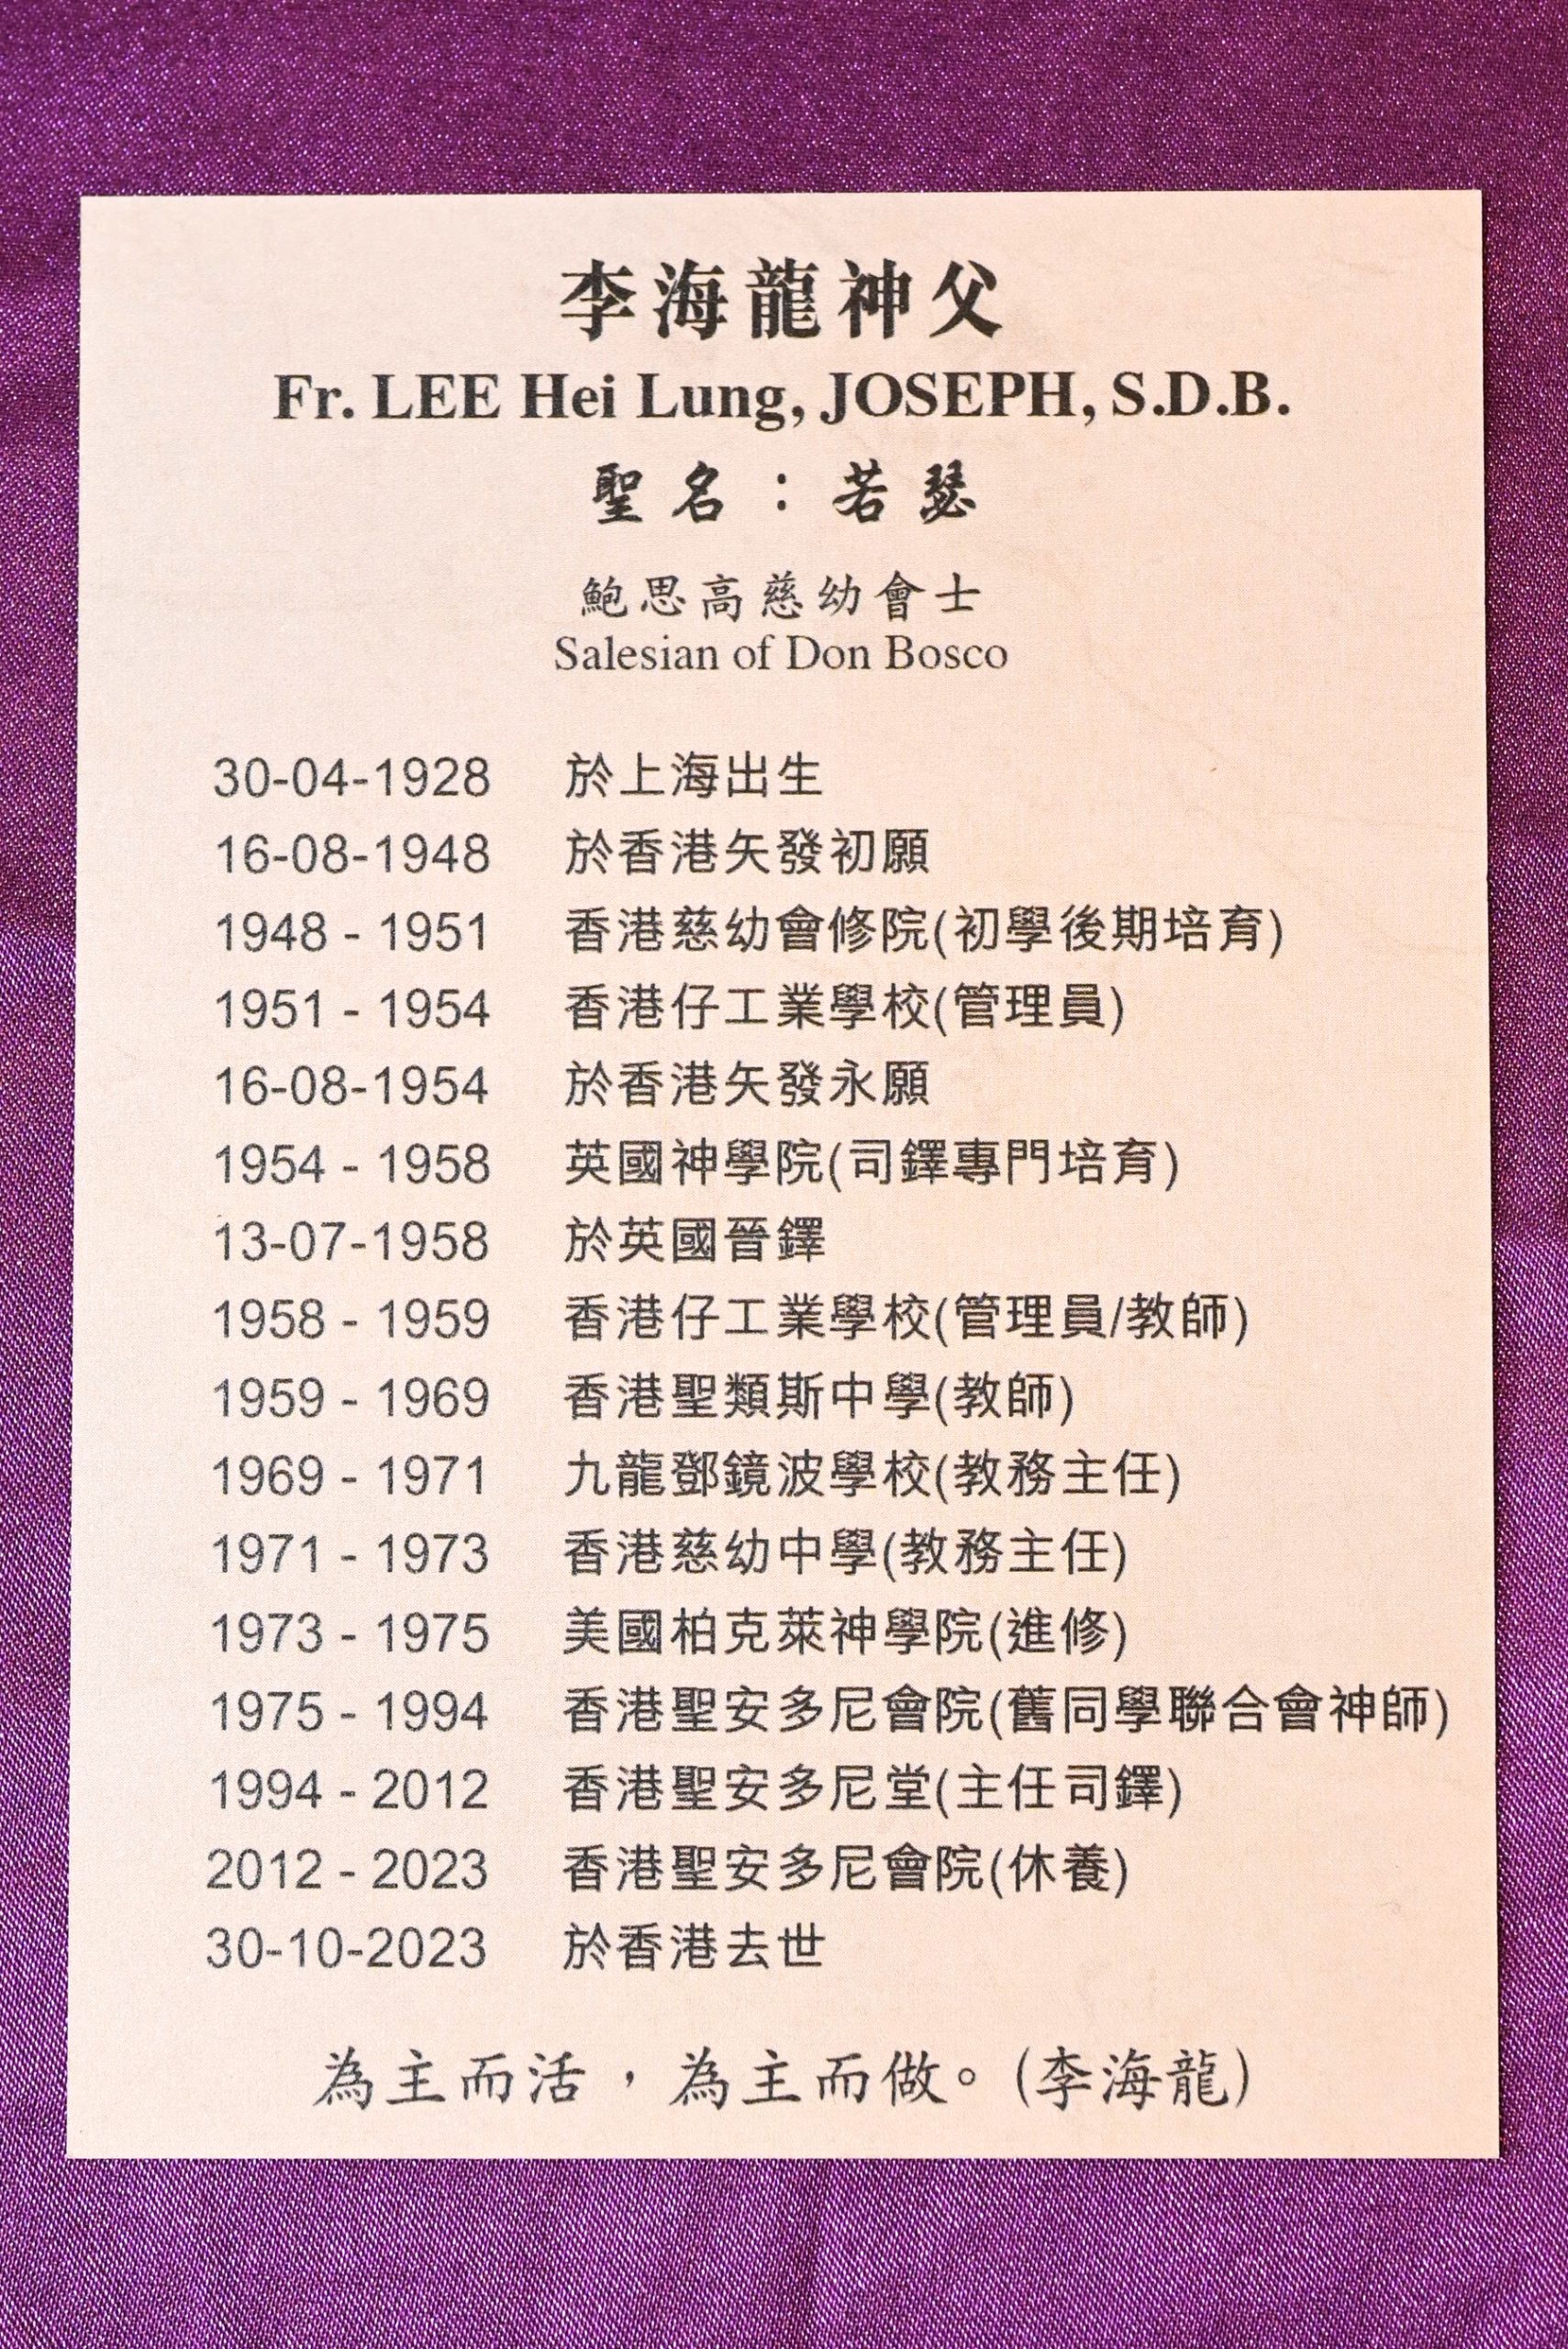 李海龍神父
Fr. LEE Hei Lung, JOSEPH, S.D.B.
聖名：若瑟
鮑思高慈幼會士
Salesian of Don Bosco
30-04-1928 於上海出生
16-08-1948 於香港矢發初願
1948 - 1951 香港慈幼會修院(初學後期培育)
1951 - 1954 香港仔工業學校(管理員)
16-08-1954 於香港矢發永願
1954 - 1958 英國神學院(司鐸專門培育)
13-07-1958 於英國晉鐸
1958 - 1959 香港仔工業學校(管理員/教師)
1959 - 1969 香港聖類斯中學(教師)
1969 - 1971 九龍鄧鏡波學校(教務主任)
1971 - 1973 香港慈幼中學(教務主任)
1973 - 1975 美國柏克萊神學院(進修)
1975 - 1994 香港聖安多尼會院(舊同學聯合會神師)
1994 - 2012 香港聖安多尼堂(主任司鐸)
2012 - 2023 香港聖安多尼會院(休養)
30-10-2023 於香港去世
為主而活，為主而做。(李海龍)